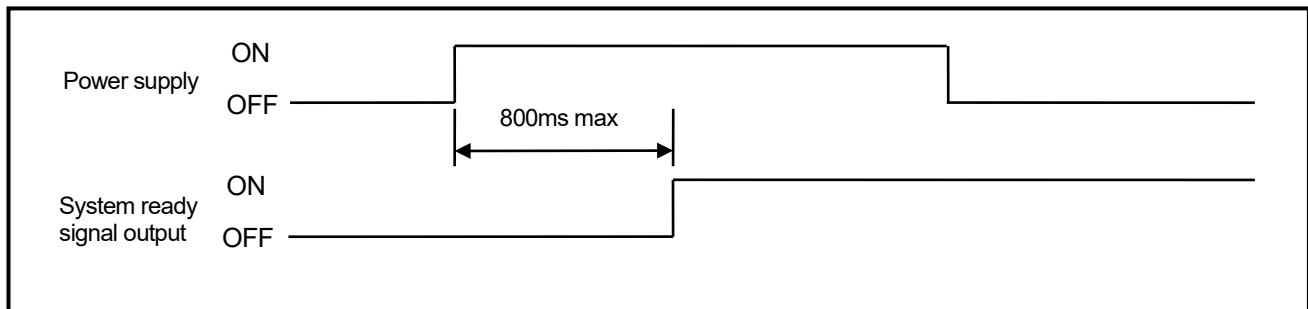 ON
Power supply
OFF
800ms max
ON
System ready
signal output
OFF